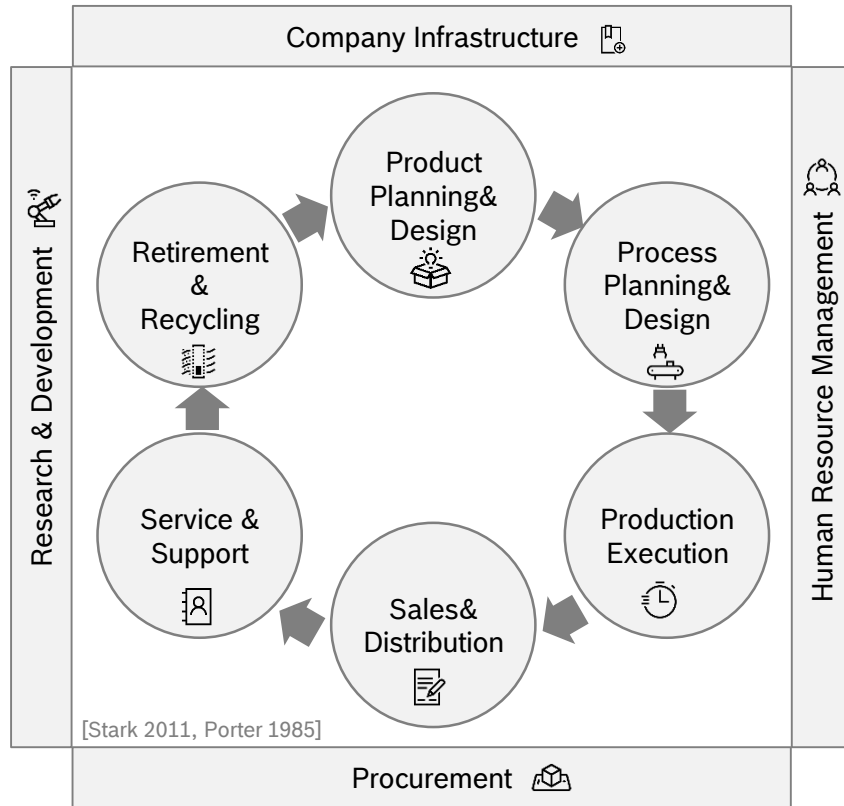 Company Infrastructure
Research & Development
Human Resource Management
Product
Planning&
Design
Process
Planning&
Design
Production
Execution
Sales&
Distribution
Service &
Support
Retirement
&
Recycling
[Stark 2011, Porter 1985]
Procurement